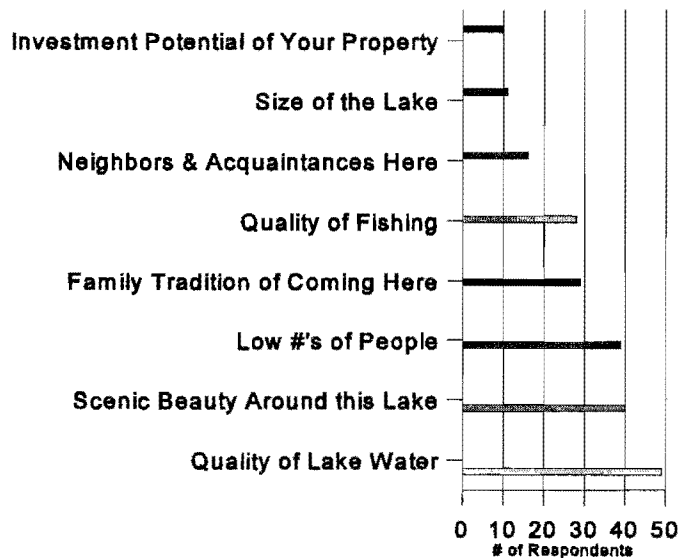 Investment Potential of Your Property
Size of the Lake
Neighbors & Acquaintances Here
Quality of Fishing
Family Tradition of Coming Here
Low #'s of People
Scenic Beauty Around this Lake
Quality of Lake Water
0 10 20 30 40 50
# of Respondents